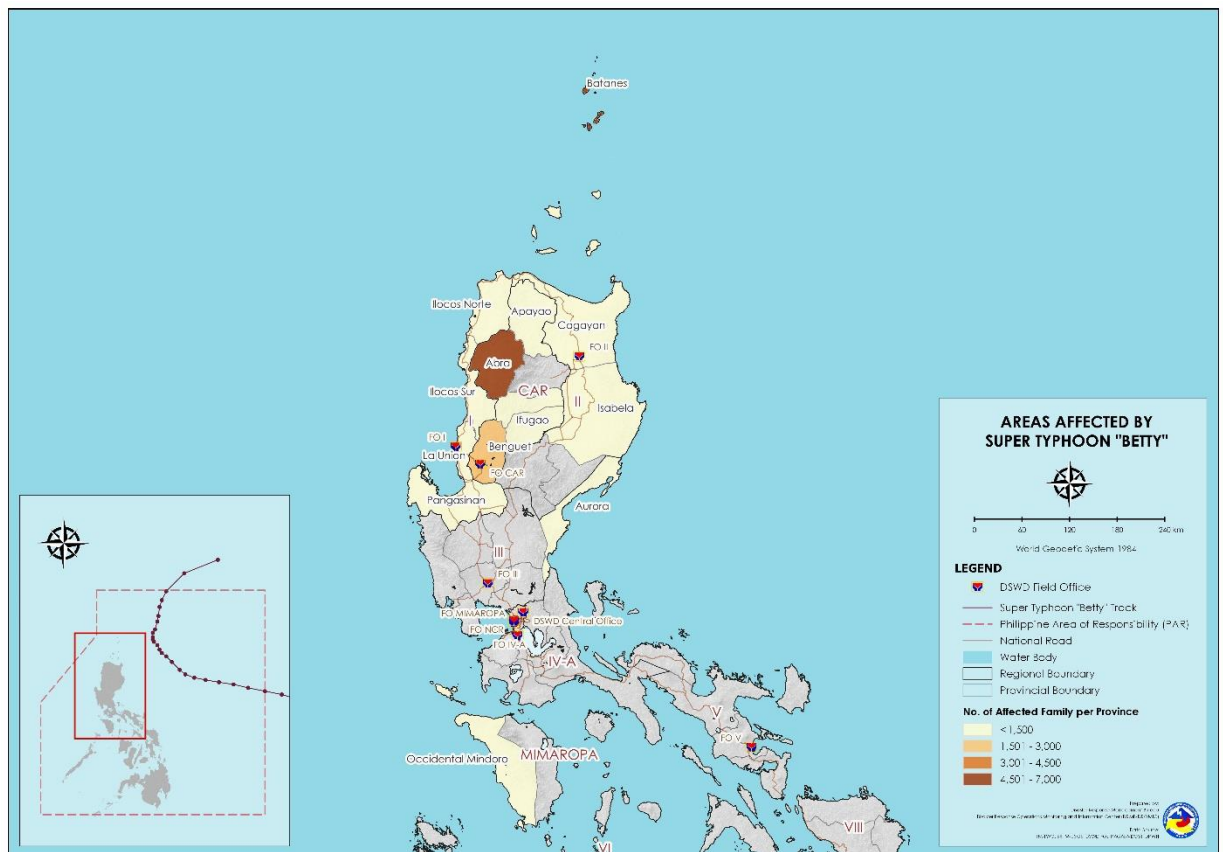 Batanes
Ilocos Norte
Apayao
Cagayan
FO II
Abra
Ilocos Sur
CAR
II
Isabela
I
Ifugao
FO I
Benguet
La Union
FO CAR
Pangasinan
Aurora
III
FO III
FO MIMAROPA
DSWD Central Office
FO NCR
FO IV-A
IV-A
V
FO V
Occidental Mindoro
MIMAROPA
VIII
VI
AREAS AFFECTED BY
SUPER TYPHOON "BETTY"
0 60 120 180 240 km
World Geodetic System 1984
LEGEND
DSWD Field Office
Super Typhoon "Betty" Track
Philippine Area of Responsibility (PAR)
National Road
Water Body
Regional Boundary
Provincial Boundary
No. of Affected Family per Province
<1,500
1,501 - 3,000
3,001 - 4,500
4,501 - 7,000
Prepared by: